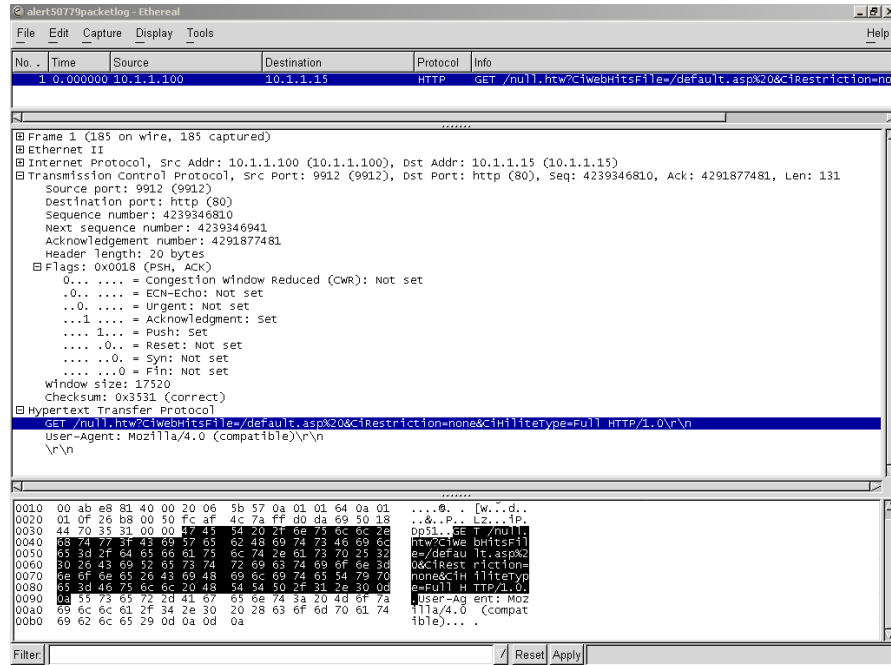 alert50779packetlog - Ethereal
File Edit Capture Display Tools Help
No. . Time Source Destination Protocol Info
1 0.000000 10.1.1.100 10.1.1.15 HTTP GET /null.htw?CiWebHitsFile=/default.asp%20&CiRestriction=no
Frame 1 (185 on wire, 185 captured)
Ethernet II
Internet Protocol, Src Addr: 10.1.1.100 (10.1.1.100), Dst Addr: 10.1.1.15 (10.1.1.15)
Transmission Control Protocol, Src Port: 9912 (9912), Dst Port: http (80), Seq: 4239346810, Ack: 4291877481, Len: 131
Source port: 9912 (9912)
Destination port: http (80)
Sequence number: 4239346810
Next sequence number: 4239346941
Acknowledgement number: 4291877481
Header length: 20 bytes
Flags: 0x0018 (PSH, ACK)
0... .... = Congestion Window Reduced (CWR): Not set
.0.. .... = ECN-Echo: Not set
..0. .... = Urgent: Not set
...1 .... = Acknowledgment: Set
.... 1... = Push: Set
.... .0.. = Reset: Not set
.... ..0. = Syn: Not set
.... ...0 = Fin: Not set
Window size: 17520
Checksum: 0x3531 (correct)
Hypertext Transfer Protocol
GET /null.htw?CiWebHitsFile=/default.asp%20&CiRestriction=none&CiHiliteType=Full HTTP/1.0\r\n
User-Agent: Mozilla/4.0 (compatible)\r\n
\r\n
0010 00 ab e8 81 40 00 20 06 5b 57 0a 01 01 64 0a 01 ....@. . [W...d..
0020 01 0f 26 b8 00 50 fc af 4c 7a ff d0 da 69 50 18 ..&..P.. Lz...iP.
0030 44 70 35 31 00 00 47 45 54 20 2f 6e 75 6c 6c 2e Dp51..GE T /null.
0040 68 74 77 3f 43 69 57 65 62 48 69 74 73 46 69 6c htw?CiWe bHitsFil
0050 65 3d 2f 64 65 66 61 75 6c 74 2e 61 73 70 25 32 e=/defau lt.asp%2
0060 30 26 43 69 52 65 73 74 72 69 63 74 69 6f 6e 3d 0&CiRest riction=
0070 6e 6f 6e 65 26 43 69 48 69 6c 69 74 65 54 79 70 none&CiH iliteTyp
0080 65 3d 46 75 6c 6c 20 48 54 54 50 2f 31 2e 30 0d e=Full H TTP/1.0.
0090 0a 55 73 65 72 2d 41 67 65 6e 74 3a 20 4d 6f 7a .User-Ag ent: Moz
00a0 69 6c 6c 61 2f 34 2e 30 20 28 63 6f 6d 70 61 74 illa/4.0 (compat
00b0 69 62 6c 65 29 0d 0a 0d 0a ible)... .
Filter: / Reset Apply